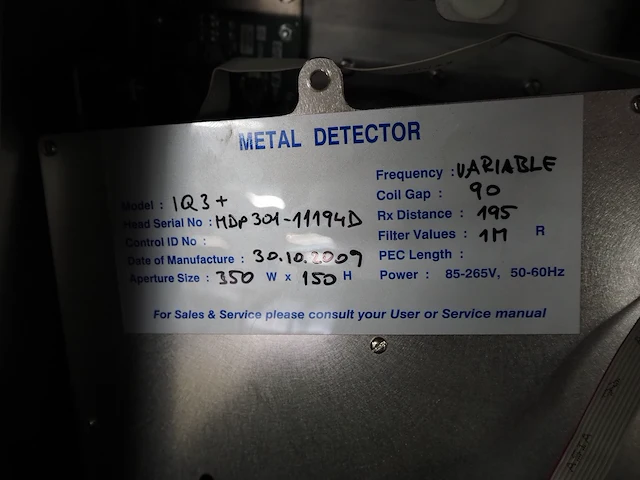 METAL DETECTOR
Model : IQ3+
Head Serial No : MDP301-11194D
Control ID No :
Date of Manufacture : 30.10.2009
Aperture Size : 350 W x 150 H
Frequency : VARIABLE
Coil Gap : 90
Rx Distance : 195
Filter Values : 1M R
PEC Length :
Power : 85-265V, 50-60Hz
For Sales & Service please consult your User or Service manual